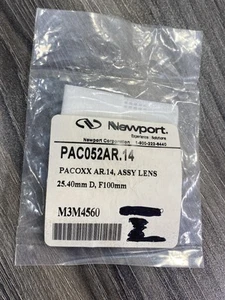 Newport.
Experience | Solutions
Newport Corporation 1-800-222-6440
PAC052AR.14
PACOXX AR.14, ASSY LENS
25.40mm D, F100mm
M3M4560